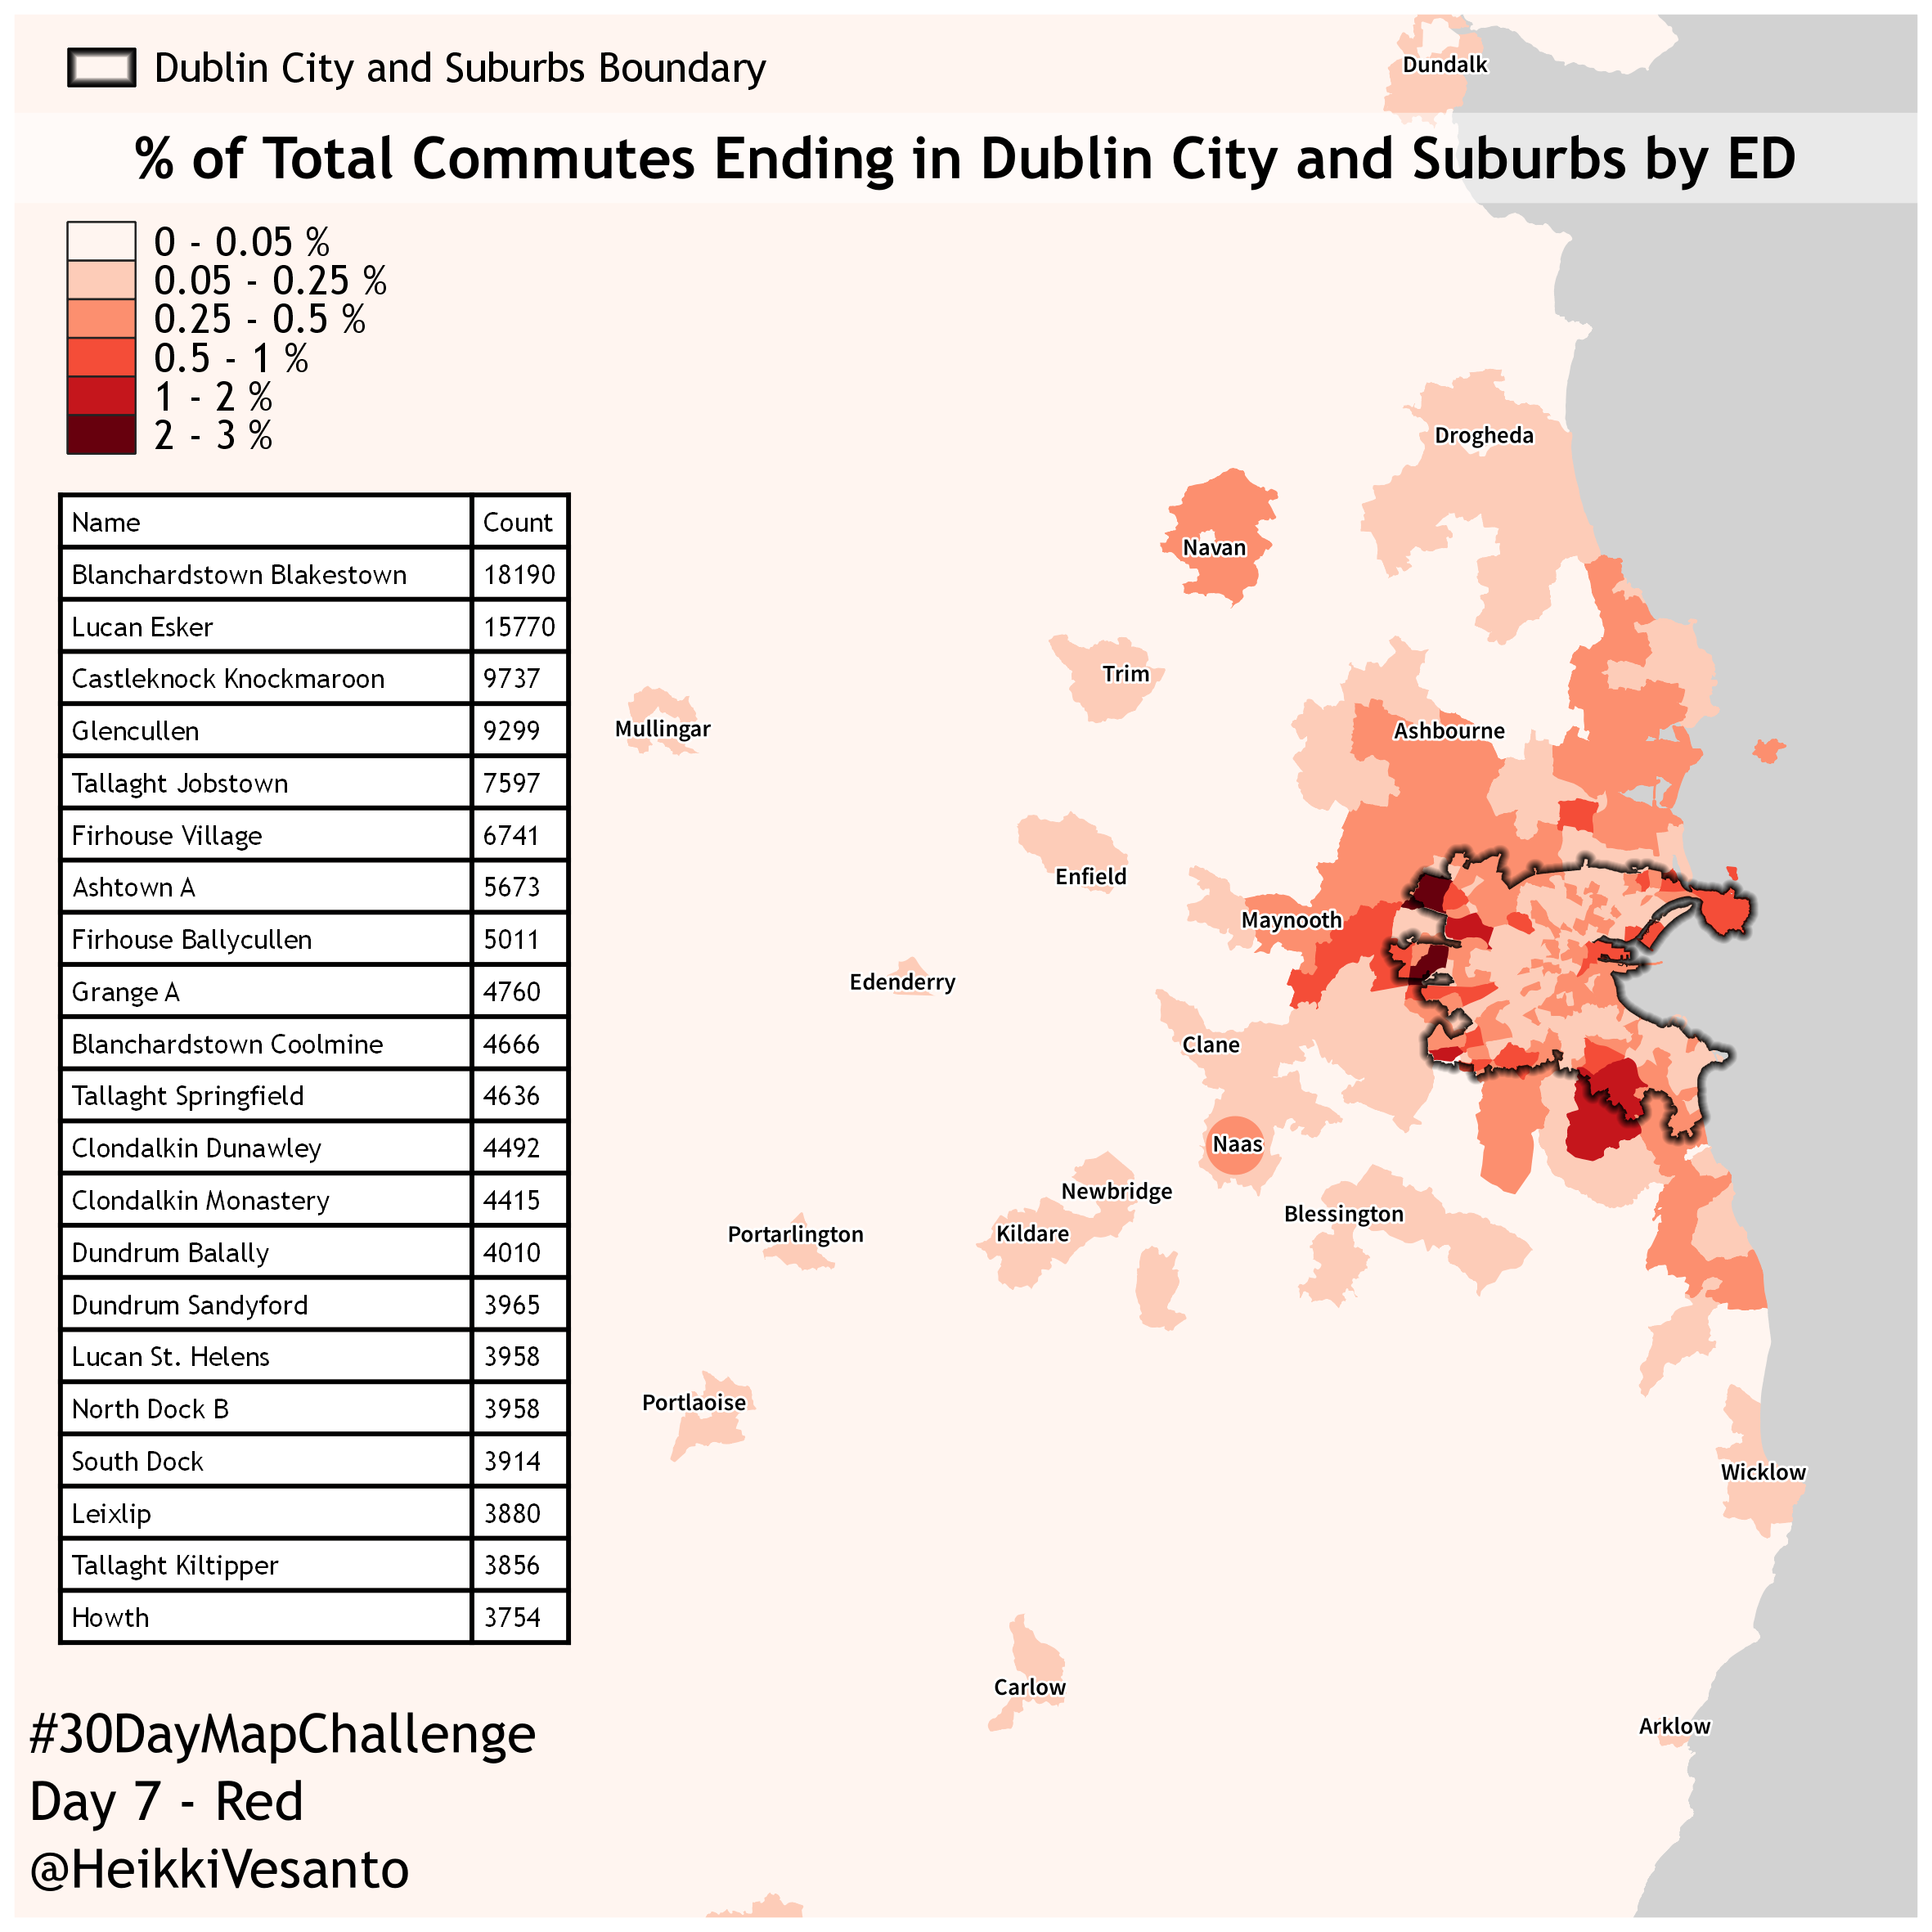 Dublin City and Suburbs Boundary
% of Total Commutes Ending in Dublin City and Suburbs by ED
0 - 0.05 %
0.05 - 0.25 %
0.25 - 0.5 %
0.5 - 1 %
1 - 2 %
2 - 3 %
Name Count
Blanchardstown Blakestown 18190
Lucan Esker 15770
Castleknock Knockmaroon 9737
Glencullen 9299
Tallaght Jobstown 7597
Firhouse Village 6741
Ashtown A 5673
Firhouse Ballycullen 5011
Grange A 4760
Blanchardstown Coolmine 4666
Tallaght Springfield 4636
Clondalkin Dunawley 4492
Clondalkin Monastery 4415
Dundrum Balally 4010
Dundrum Sandyford 3965
Lucan St. Helens 3958
North Dock B 3958
South Dock 3914
Leixlip 3880
Tallaght Kiltipper 3856
Howth 3754
#30DayMapChallenge
Day 7 - Red
@HeikkiVesanto
Dundalk
Drogheda
Navan
Trim
Mullingar
Ashbourne
Enfield
Maynooth
Edenderry
Clane
Naas
Newbridge
Blessington
Kildare
Portarlington
Portlaoise
Wicklow
Carlow
Arklow